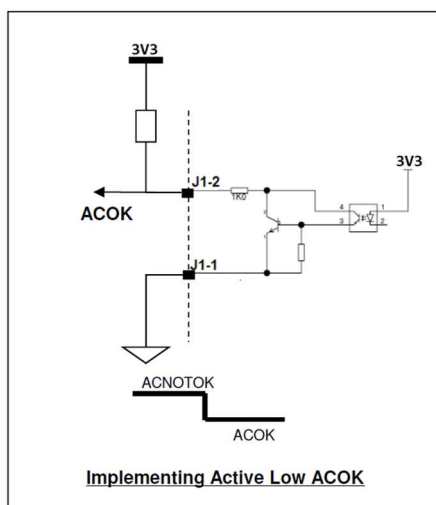 3V3
3V3
J1-2
1K0
4
1
3
2
ACOK
J1-1
ACNOTOK
ACOK
Implementing Active Low ACOK